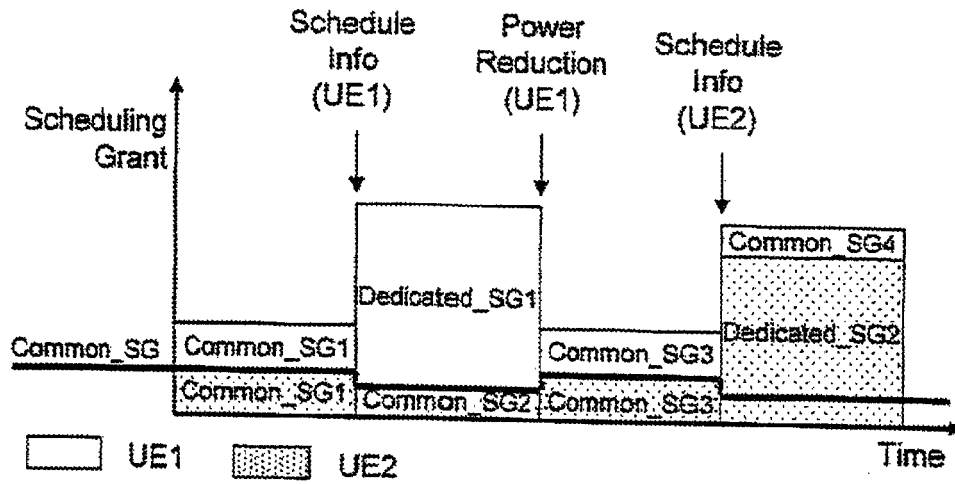 Schedule
Info
(UE1)
Power
Reduction
(UE1)
Schedule
Info
(UE2)
Scheduling
Grant
Common_SG4
Dedicated_SG1
Dedicated_SG2
Common_SG
Common_SG1
Common_SG3
Common_SG1
Common_SG2
Common_SG3
Time
UE1
UE2